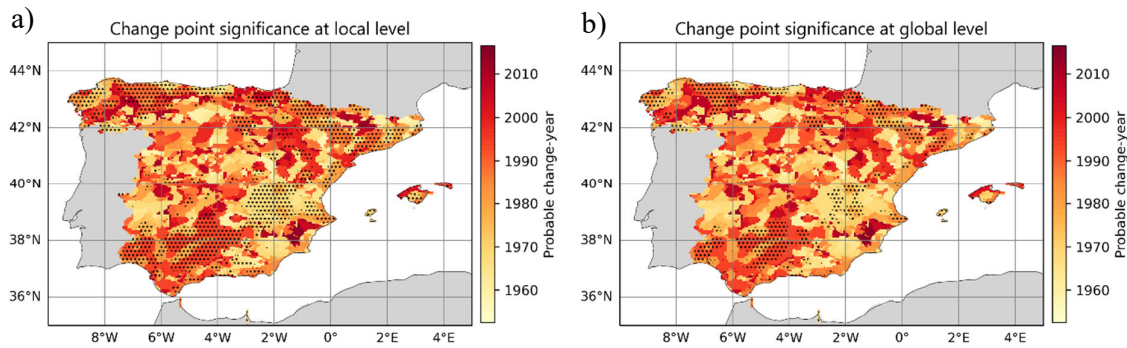 a)
Change point significance at local level
44°N
42°N
40°N
38°N
36°N
8°W 6°W 4°W 2°W 0° 2°E 4°E
2010
2000
1990
1980
1970
1960
Probable change-year
b)
Change point significance at global level
44°N
42°N
40°N
38°N
36°N
8°W 6°W 4°W 2°W 0° 2°E 4°E
2010
2000
1990
1980
1970
1960
Probable change-year